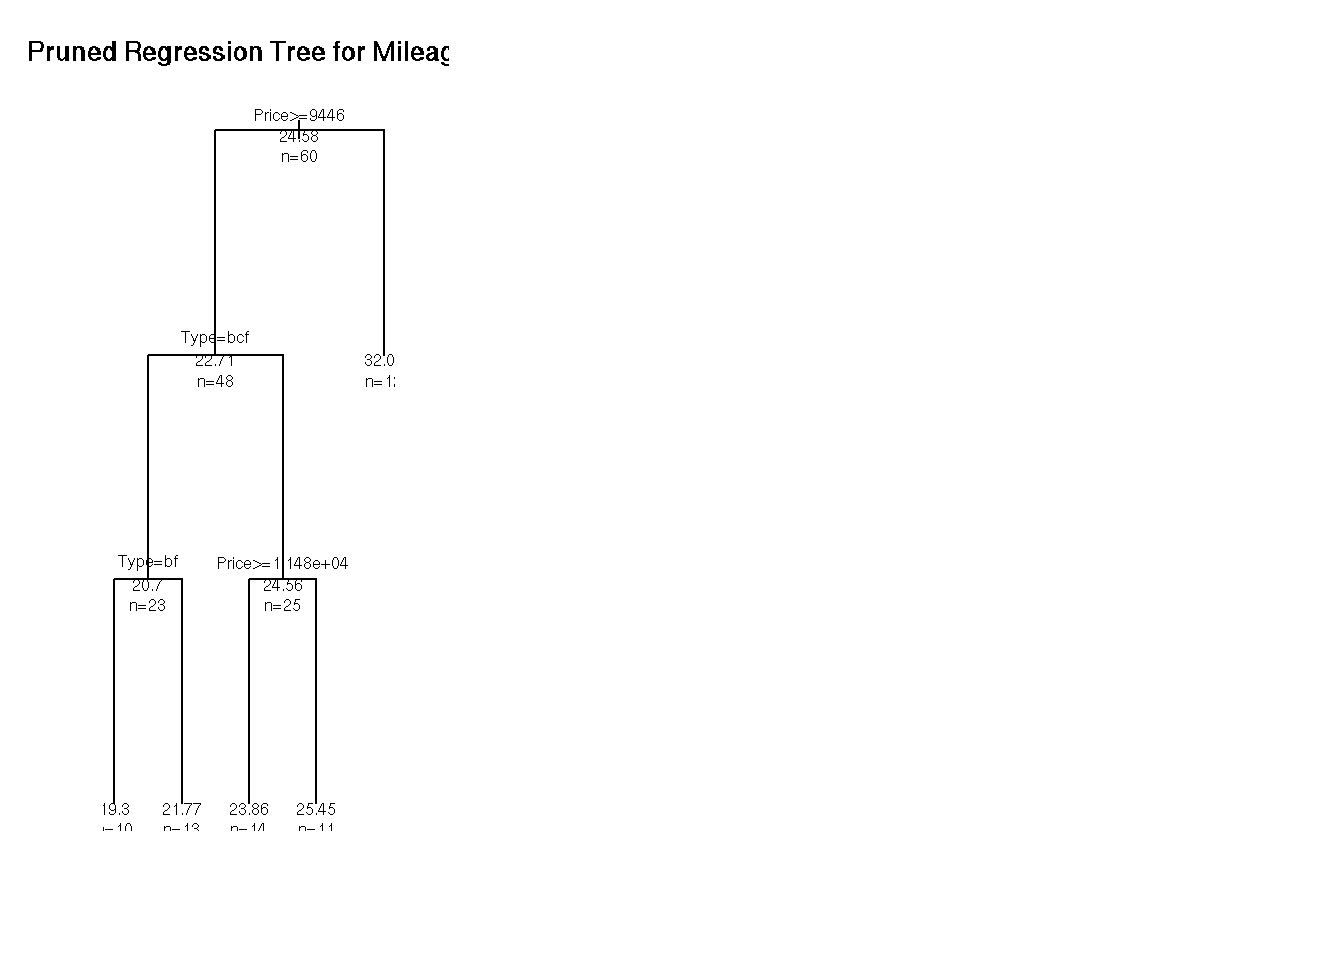 Pruned Regression Tree for Mileag
Price>=9446
24.58
n=60
Type=bcf
22.71
n=48
32.0
n=1
Type=bf
20.7
n=23
Price>=1.148e+04
24.56
n=25
19.3
=10
21.77
n=13
23.86
n=14
25.45
n=11